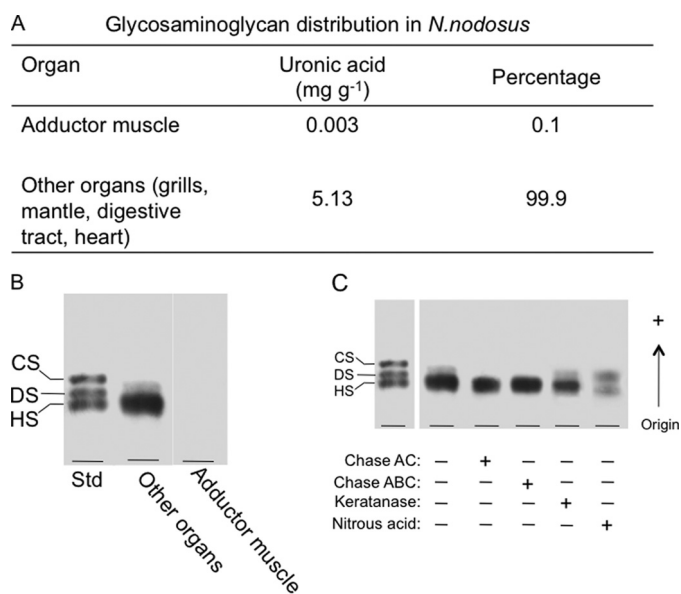 A
Glycosaminoglycan distribution in N.nodosus
Organ
Uronic acid
(mg g-1)
Percentage
Adductor muscle 0.003 0.1
Other organs (grills,
mantle, digestive
tract, heart)
5.13 99.9
B
CS
DS
HS
Std
Other organs
Adductor muscle
C
CS
DS
HS
+
Origin
Chase AC: – + – – –
Chase ABC: – – + – –
Keratanase: – – – + –
Nitrous acid: – – – – +